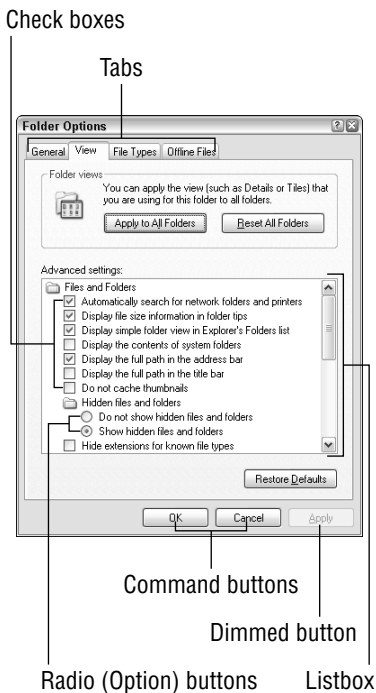 Check boxes
Tabs
Folder Options
General View File Types Offline Files
Folder views
You can apply the view (such as Details or Tiles) that
you are using for this folder to all folders.
Apply to All Folders Reset All Folders
Advanced settings:
Files and Folders
Automatically search for network folders and printers
Display file size information in folder tips
Display simple folder view in Explorer's Folders list
Display the contents of system folders
Display the full path in the address bar
Display the full path in the title bar
Do not cache thumbnails
Hidden files and folders
Do not show hidden files and folders
Show hidden files and folders
Hide extensions for known file types
Restore Defaults
OK Cancel Apply
Command buttons
Dimmed button
Radio (Option) buttons Listbox